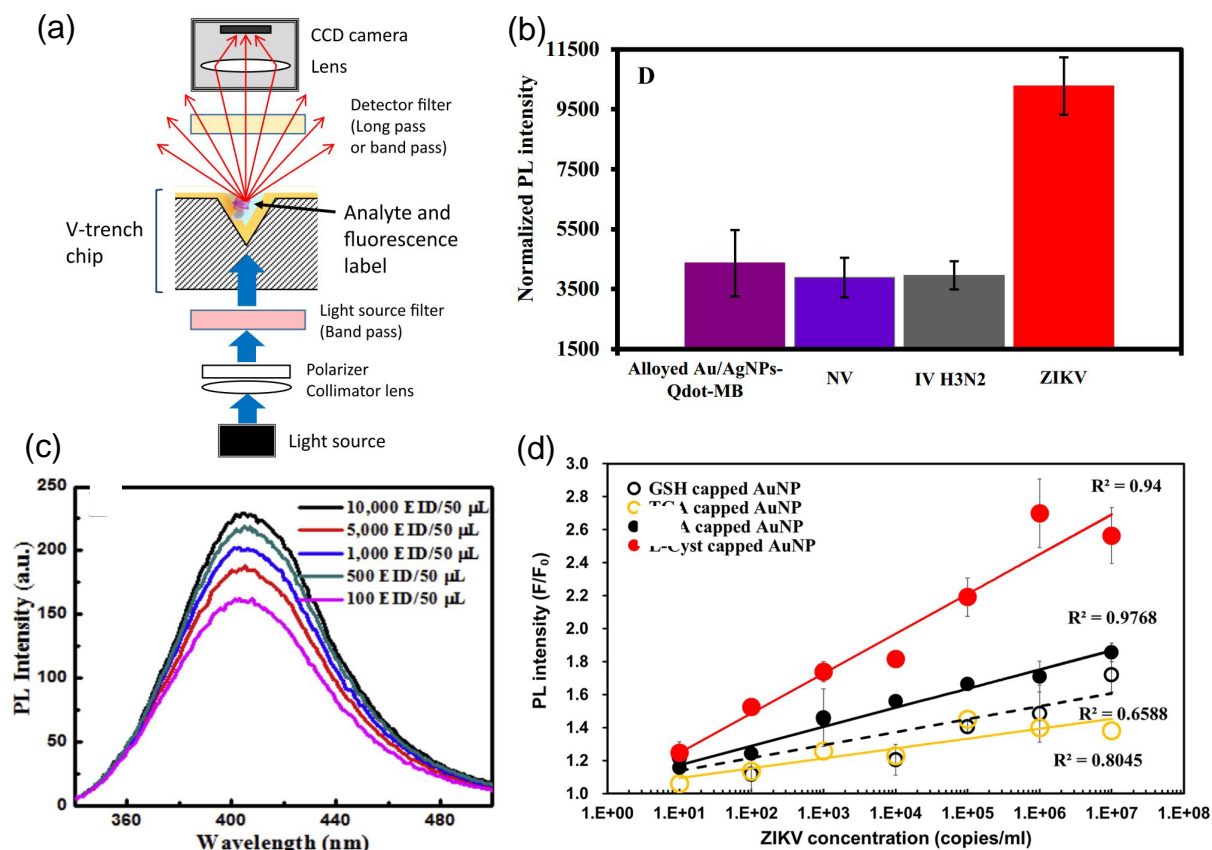 (a)
CCD camera
Lens
Detector filter
(Long pass
or band pass)
V-trench
chip
Analyte and
fluorescence
label
Light source filter
(Band pass)
Polarizer
Collimator lens
Light source
(b)
D
Normalized PL intensity
11500
9500
7500
5500
3500
1500
Alloyed Au/AgNPs-
Qdot-MB
NV
IV H3N2
ZIKV
(c)
PL Intensity (a.u.)
250
200
150
100
50
0
10,000 EID/50 µL
5,000 EID/50 µL
1,000 EID/50 µL
500 EID/50 µL
100 EID/50 µL
360
400
440
480
Wavelength (nm)
(d)
PL intensity (F/F₀)
3.0
2.8
2.6
2.4
2.2
2.0
1.8
1.6
1.4
1.2
1.0
GSH capped AuNP
capped AuNP
capped AuNP
capped AuNP
R² = 0.94
R² = 0.9768
R² = 0.6588
R² = 0.8045
1.E+00
1.E+01
1.E+02
1.E+03
1.E+04
1.E+05
1.E+06
1.E+07
1.E+08
ZIKV concentration (copies/ml)